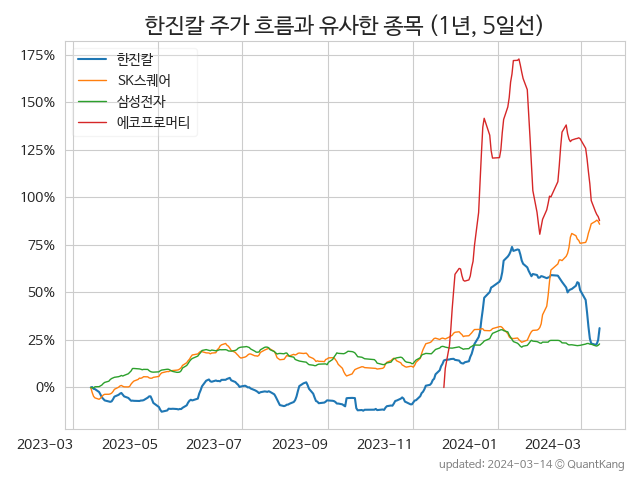 한진칼 주가 흐름과 유사한 종목 (1년, 5일선)
한진칼
SK스퀘어
삼성전자
에코프로머티
175%
150%
125%
100%
75%
50%
25%
0%
2023-03 2023-05 2023-07 2023-09 2023-11 2024-01 2024-03
updated: 2024-03-14 © QuantKang